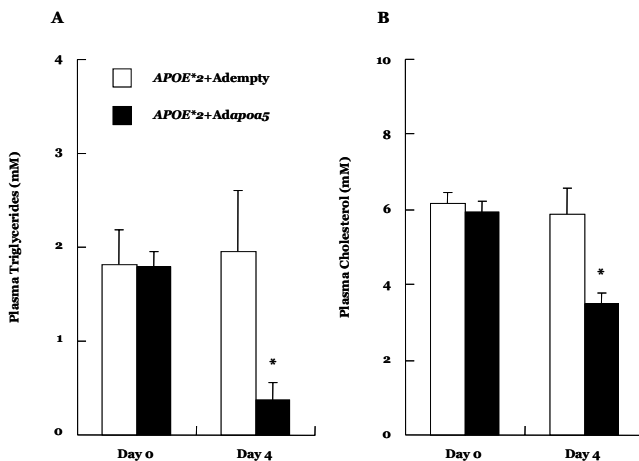 A
B
4
3
2
1
0
Plasma Triglycerides (mM)
APOE*2+Adempty
APOE*2+Adapoa5
*
Day 0
Day 4
10
8
6
4
2
0
Plasma Cholesterol (mM)
*
Day 0
Day 4